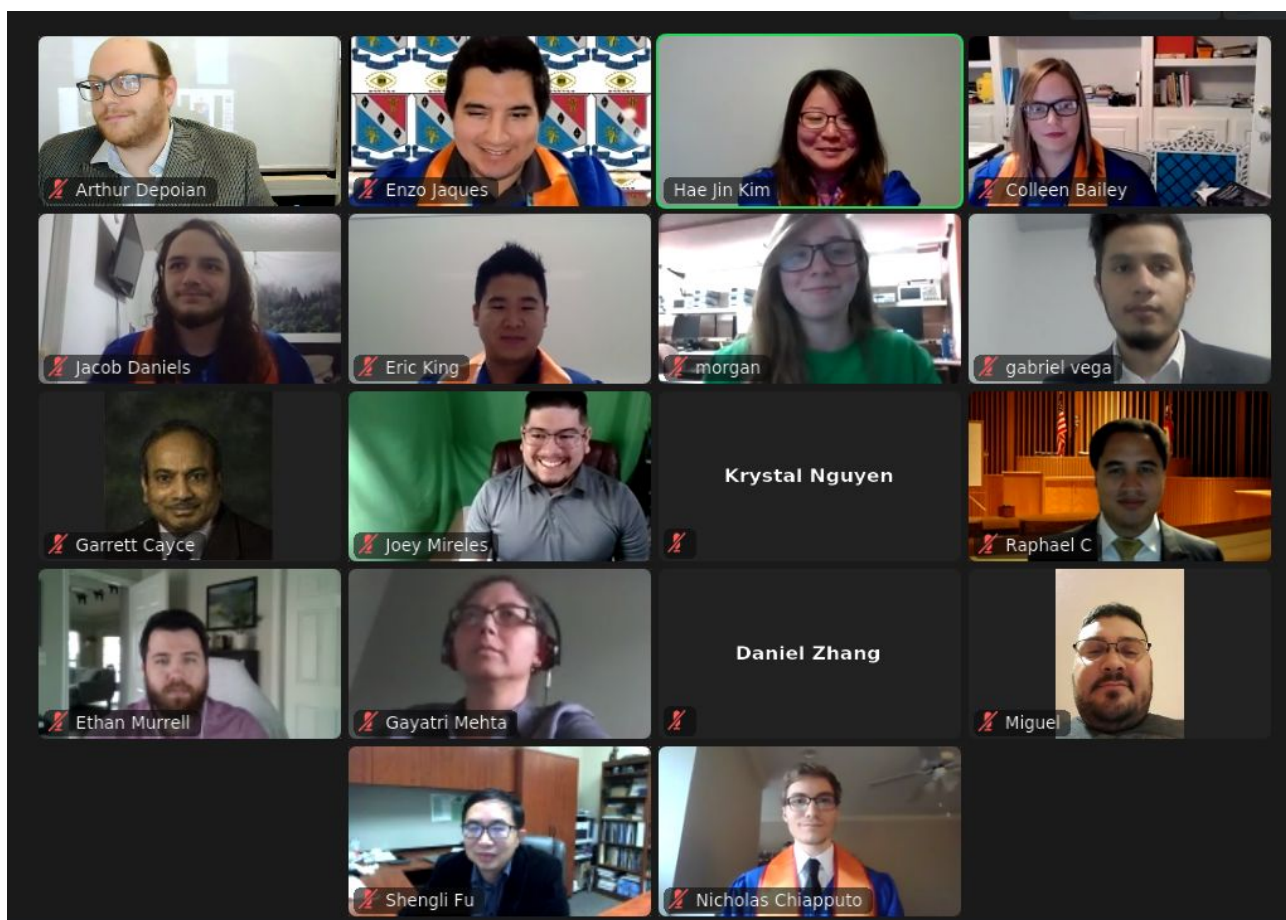 Arthur Depoian
Enzo Jaques
Hae Jin Kim
Colleen Bailey
Jacob Daniels
Eric King
morgan
gabriel vega
Garrett Cayce
Joey Mireles
Krystal Nguyen
Raphael C
Ethan Murrell
Gayatri Mehta
Daniel Zhang
Miguel
Shengli Fu
Nicholas Chiapputo